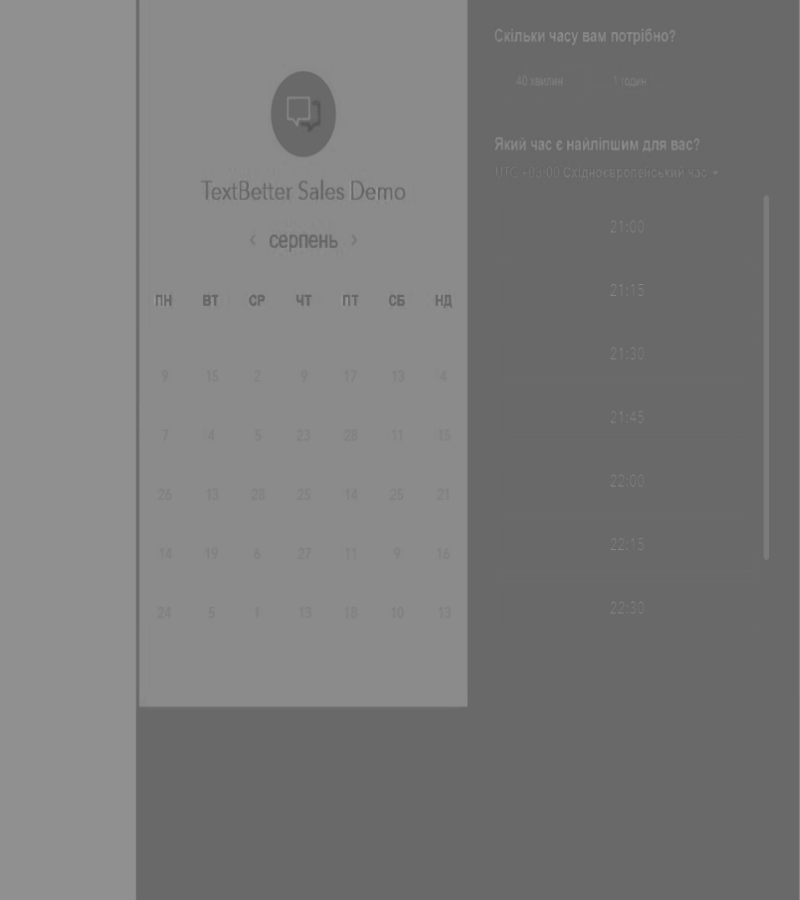 TextBetter Sales Demo
‹ серпень ›
ПН ВТ СР ЧТ ПТ СБ НД
9 15 2 9 17 13 4
7 4 5 23 28 11 15
26 13 28 25 14 25 21
14 19 6 27 11 9 16
24 5 1 13 18 10 13
Скільки часу вам потрібно?
40 хвилин 1 годин
Який час є найліпшим для вас?
UTC +03:00 Східноєвропейський час
21:00
21:15
21:30
21:45
22:00
22:15
22:30